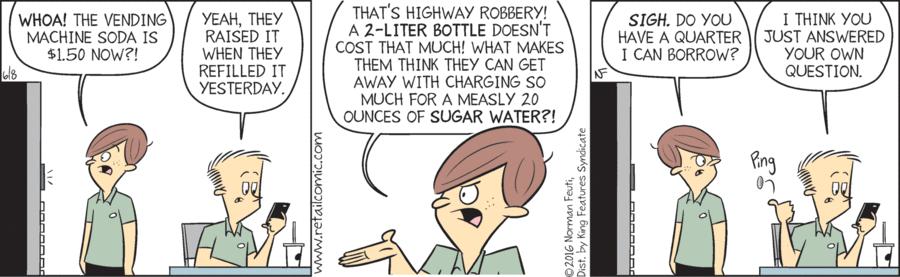 WHOA! THE VENDING
MACHINE SODA IS
$1.50 NOW?!
YEAH, THEY
RAISED IT
WHEN THEY
REFILLED IT
YESTERDAY.
6/8
www.retailcomic.com
THAT'S HIGHWAY ROBBERY!
A 2-LITER BOTTLE DOESN'T
COST THAT MUCH! WHAT MAKES
THEM THINK THEY CAN GET
AWAY WITH CHARGING SO
MUCH FOR A MEASLY 20
OUNCES OF SUGAR WATER?!
©2016 Norman Feuti,
Dist. by King Features Syndicate
SIGH. DO YOU
HAVE A QUARTER
I CAN BORROW?
NF
I THINK YOU
JUST ANSWERED
YOUR OWN
QUESTION.
Ping